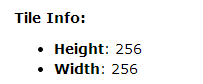 Tile Info:
• Height: 256
• Width: 256